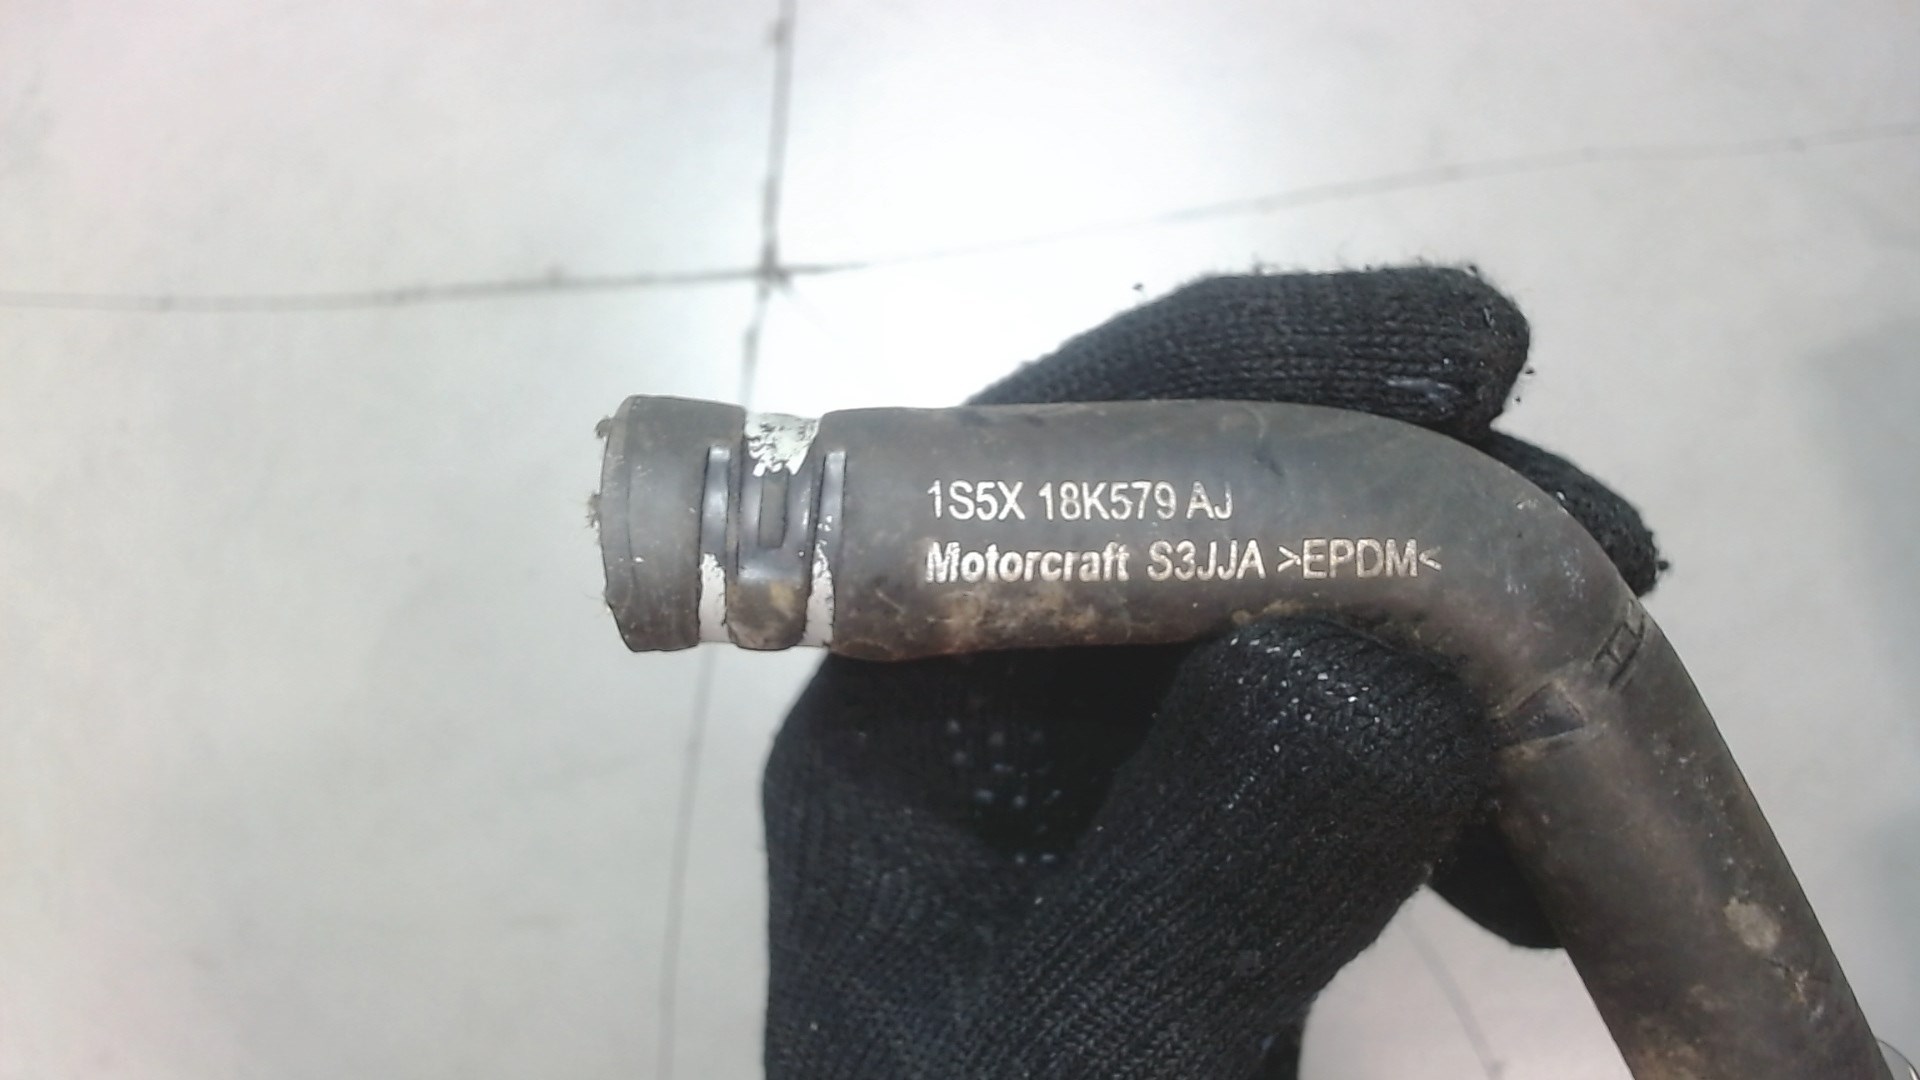 1S5X 18K579 AJ
Motorcraft S3JJA >EPDM<